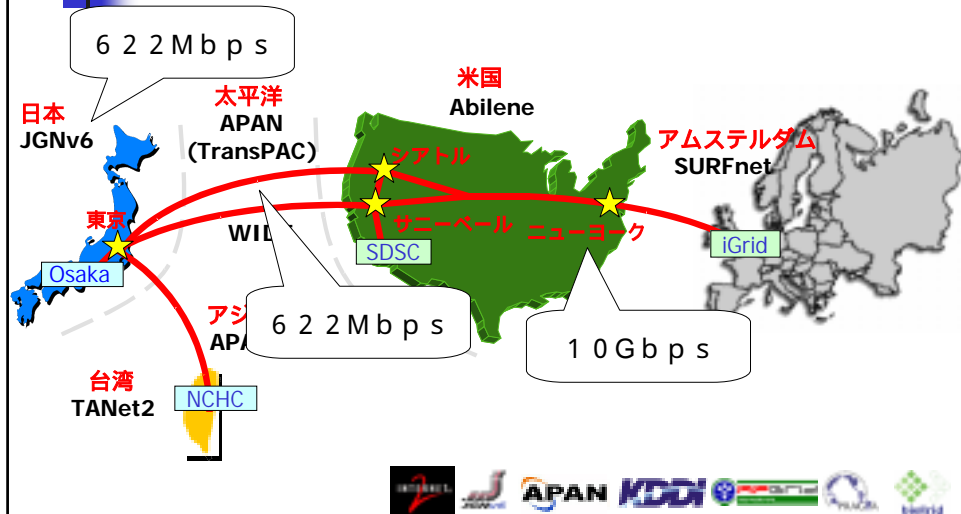 ６２２Ｍｂｐｓ
日本
JGNv6
太平洋
APAN
(TransPAC)
米国
Abilene
アムステルダム
SURFnet
シアトル
東京
サニーベール
ニューヨーク
Osaka
SDSC
iGrid
６２２Ｍｂｐｓ
１０Ｇｂｐｓ
台湾
TANet2
NCHC
APAN
KDDI